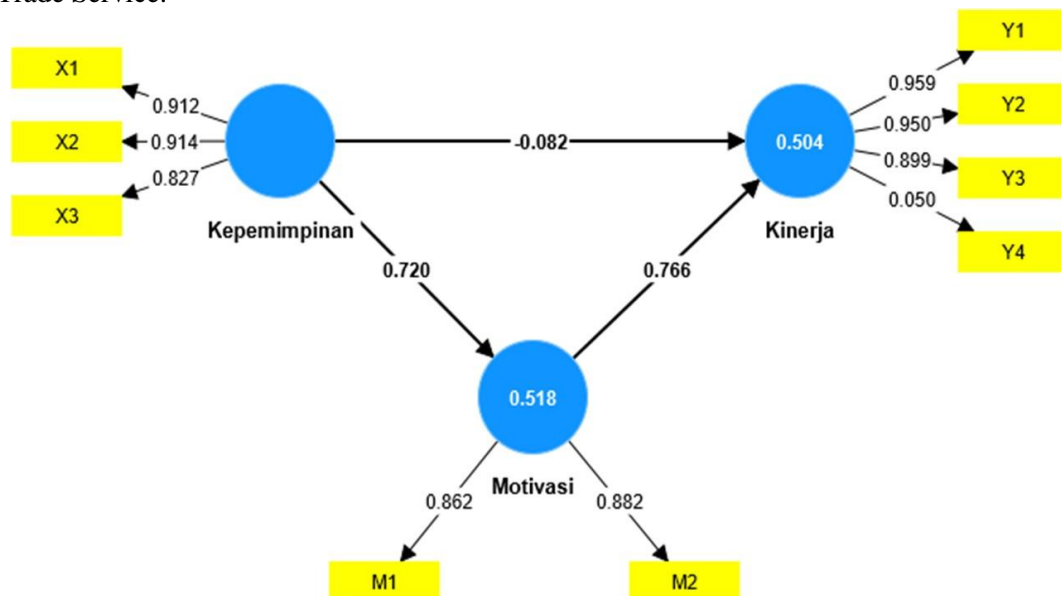 Trade Service.
X1
X2
X3
0.912
0.914
0.827
Kepemimpinan
-0.082
0.504
Kinerja
0.959
0.950
0.899
0.050
Y1
Y2
Y3
Y4
0.720
0.766
0.518
Motivasi
0.862
0.882
M1
M2